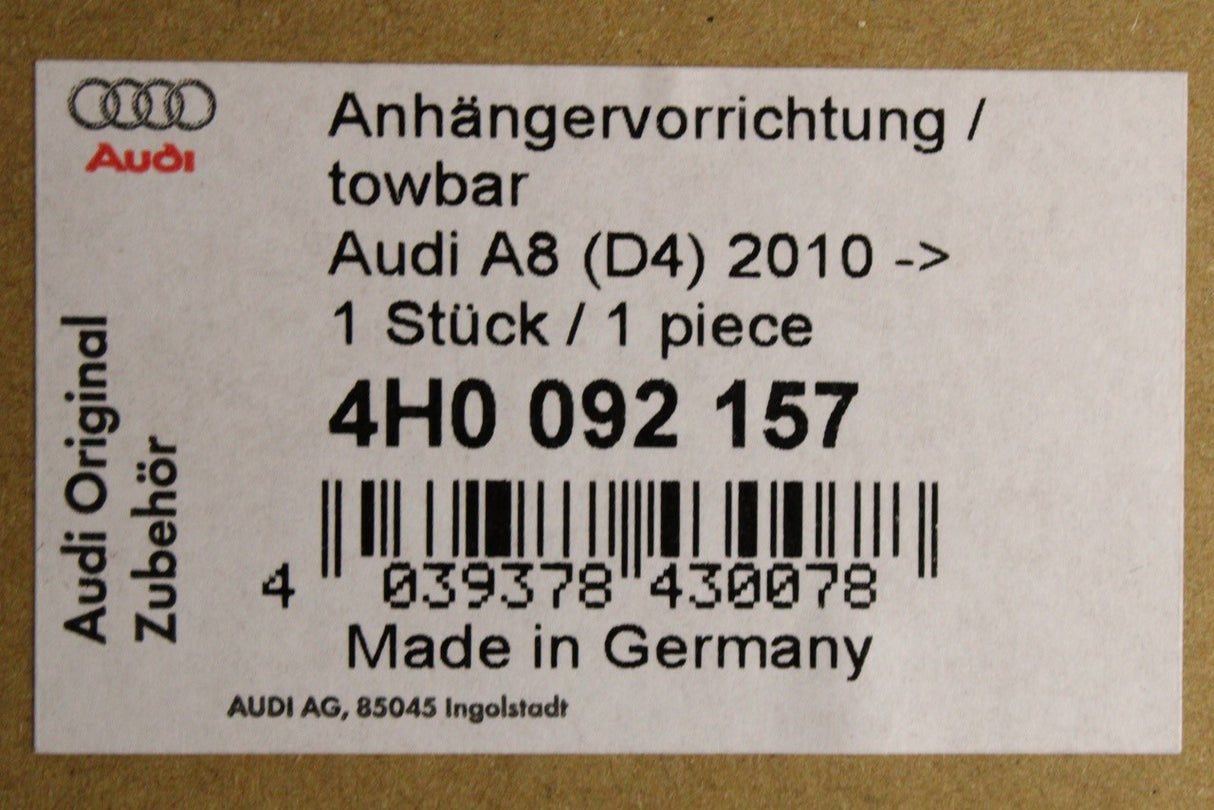 Audi
Anhängervorrichtung /
towbar
Audi A8 (D4) 2010 ->
1 Stück / 1 piece
4H0 092 157
4 039378 430078
Made in Germany
Audi Original
Zubehör
AUDI AG, 85045 Ingolstadt